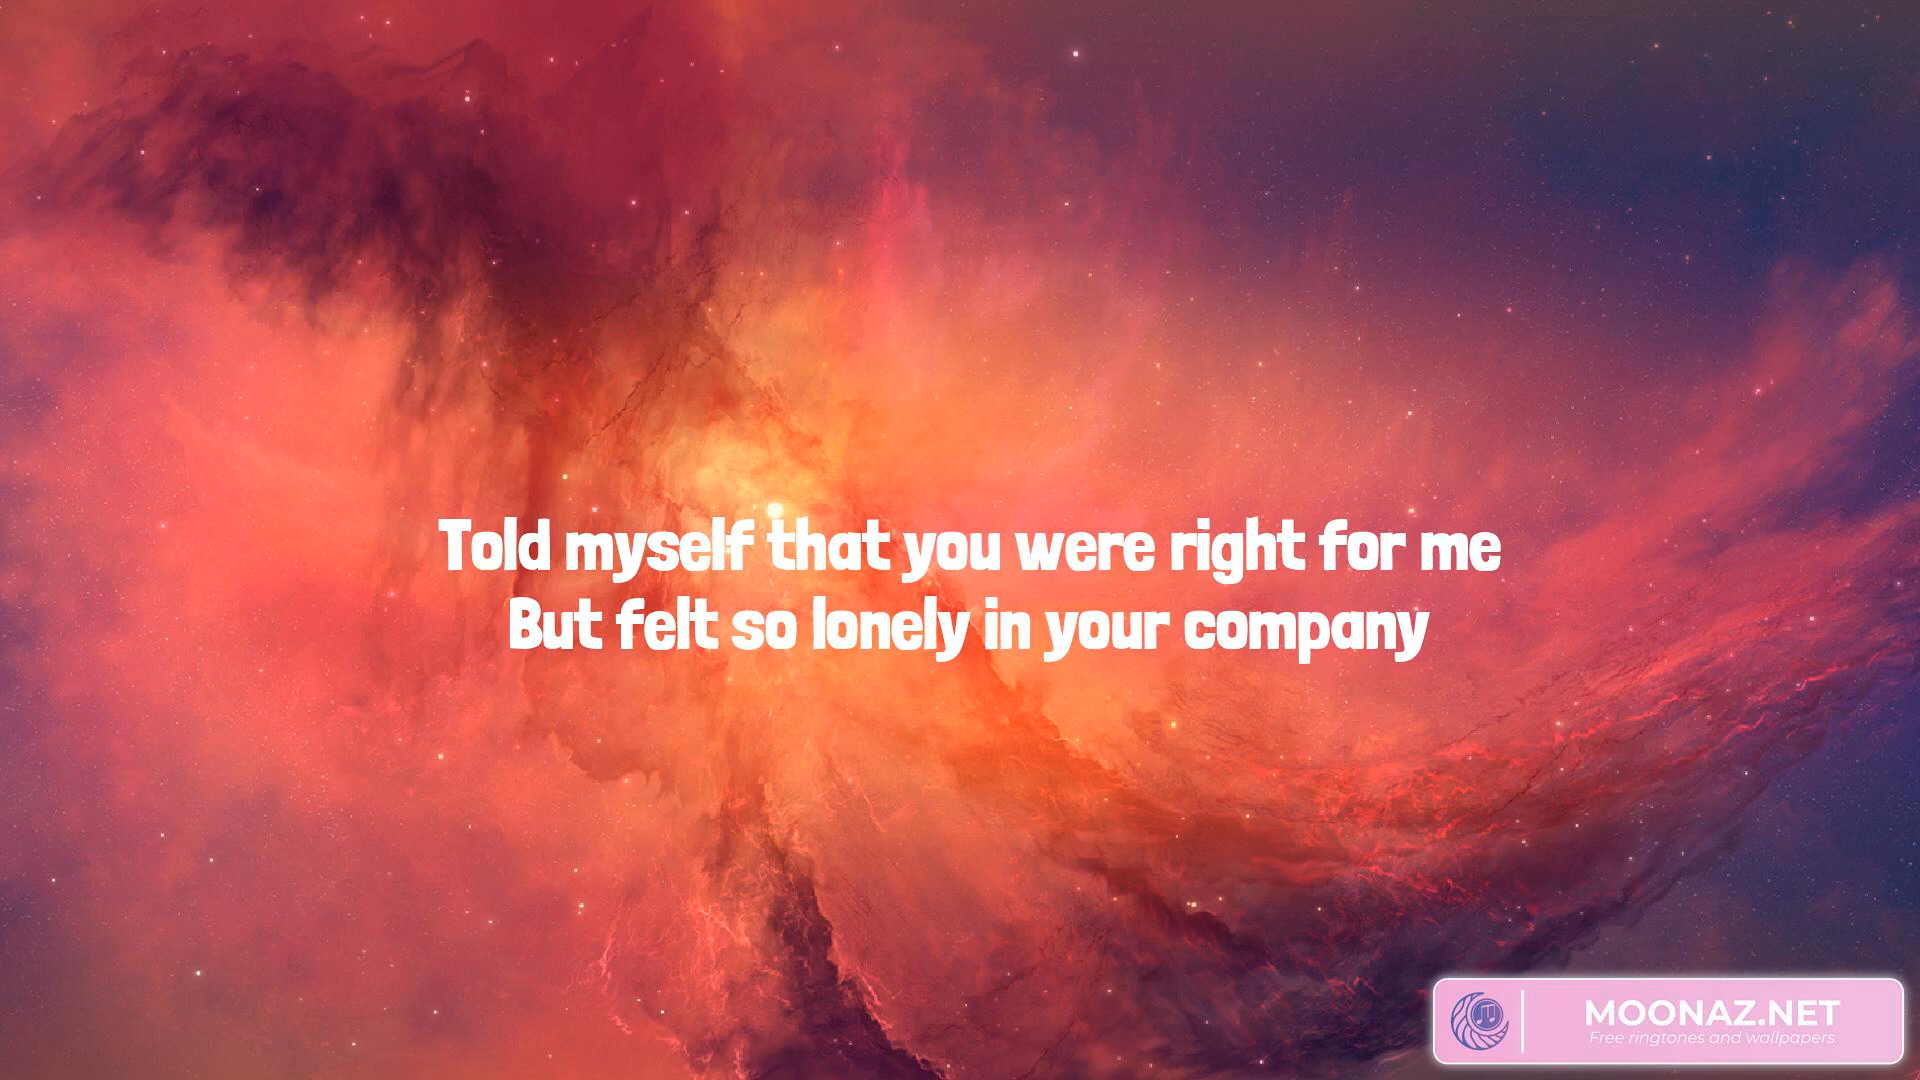 Told myself that you were right for me
But felt so lonely in your company
MOONAZ.NET
Free ringtones and wallpapers